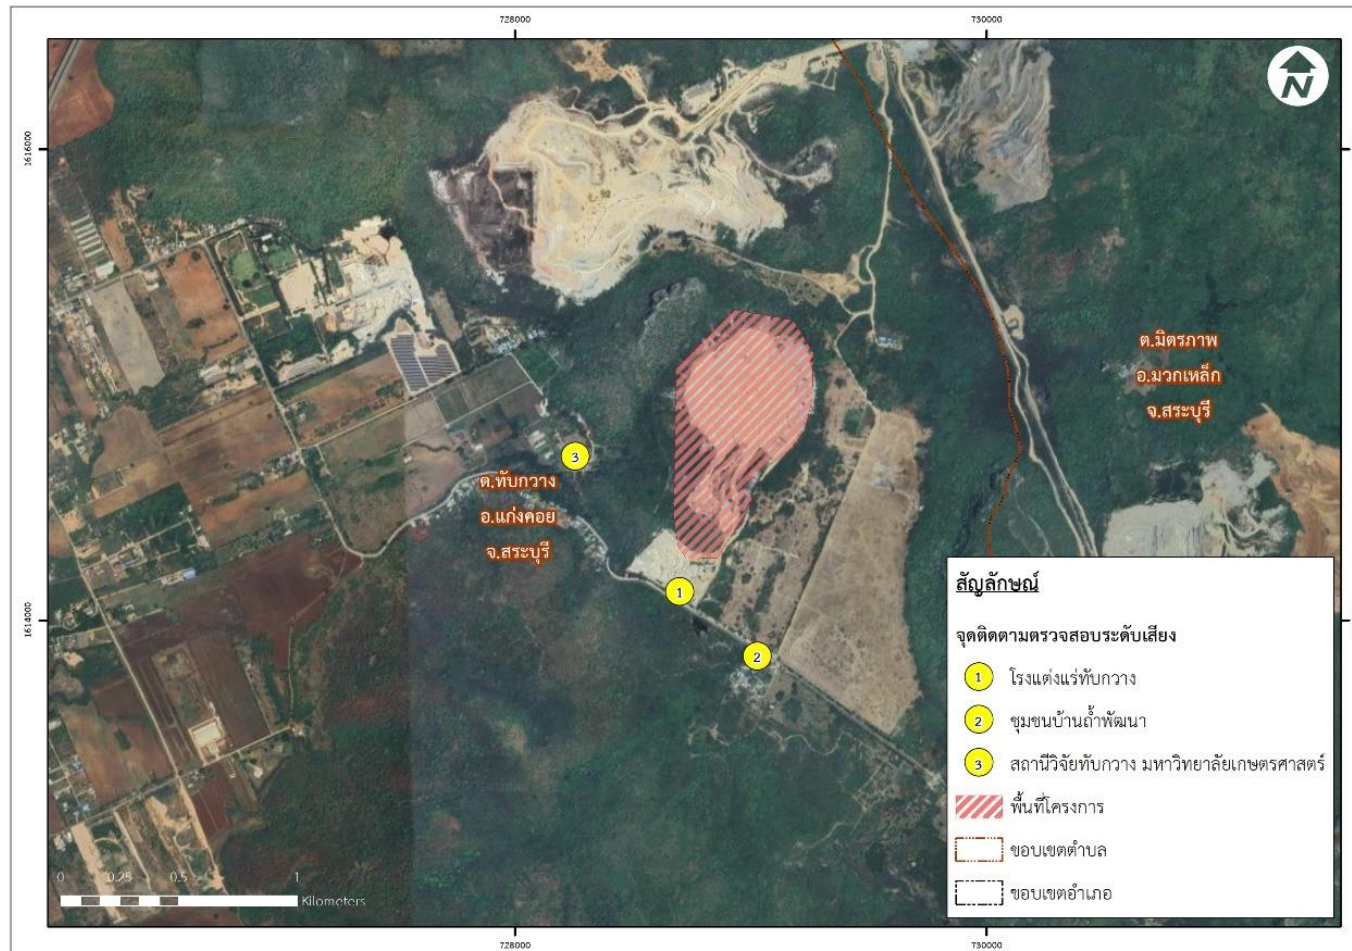 728000
730000
N
1616000
ต.มิตรภาพ
อ.มวกเหล็ก
จ.สระบุรี
3
ต.ทับกวาง
อ.แก่งคอย
จ.สระบุรี
1
2
1614000
สัญลักษณ์
จุดติดตามตรวจสอบระดับเสียง
1 โรงแต่งแร่ทับกวาง
2 ชุมชนบ้านถ้ำพัฒนา
3 สถานีวิจัยทับกวาง มหาวิทยาลัยเกษตรศาสตร์
พื้นที่โครงการ
ขอบเขตตำบล
ขอบเขตอำเภอ
0 0.25 0.5 1
Kilometers
728000
730000